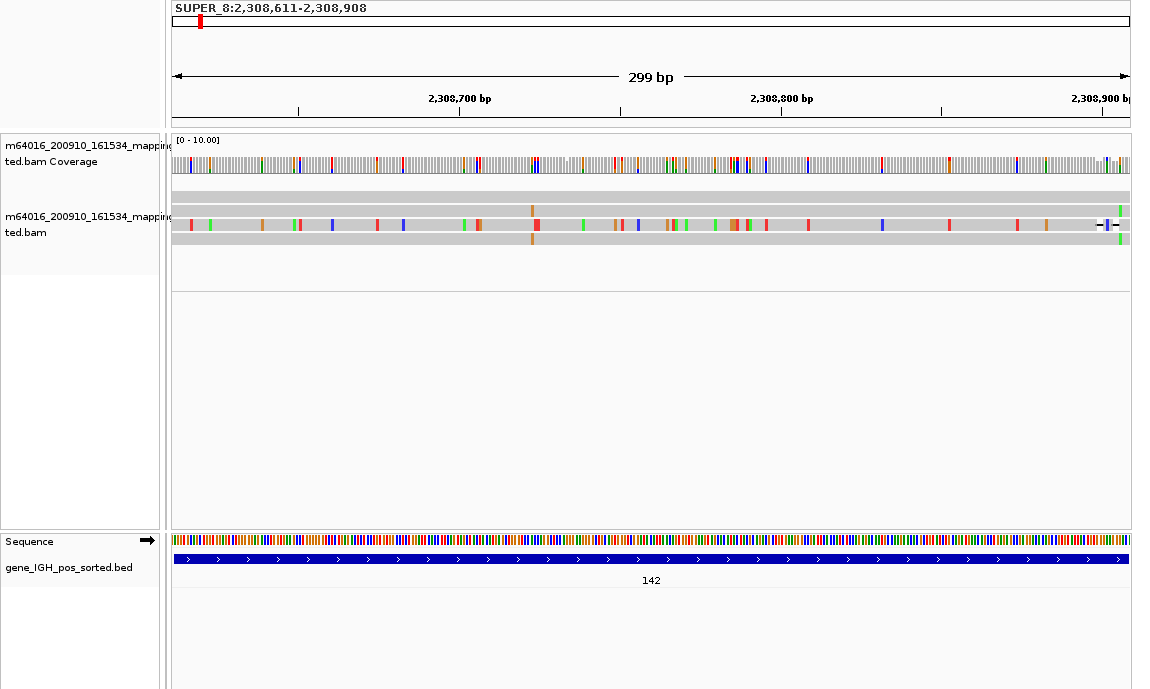 SUPER_8:2,308,611-2,308,908
299 bp
2,308,700 bp
2,308,800 bp
2,308,900 bp
m64016_200910_161534_mapping
ted.bam Coverage
[0 - 10.00]
m64016_200910_161534_mapping
ted.bam
Sequence
gene_IGH_pos_sorted.bed
142